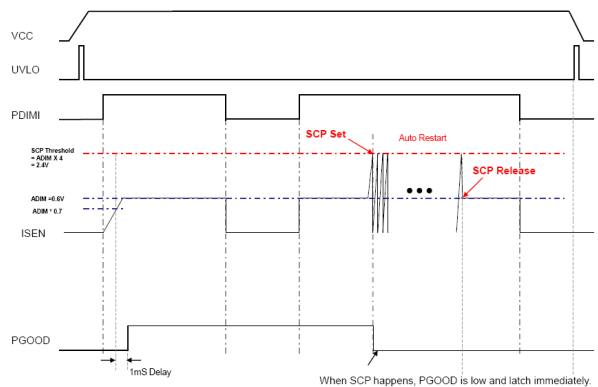 VCC
UVLO
PDIMI
SCP Set
Auto Restart
SCP Threshold
= ADIM X 4
= 2.4V
SCP Release
ADIM =0.6V
ADIM * 0.7
ISEN
PGOOD
1mS Delay
When SCP happens, PGOOD is low and latch immediately.